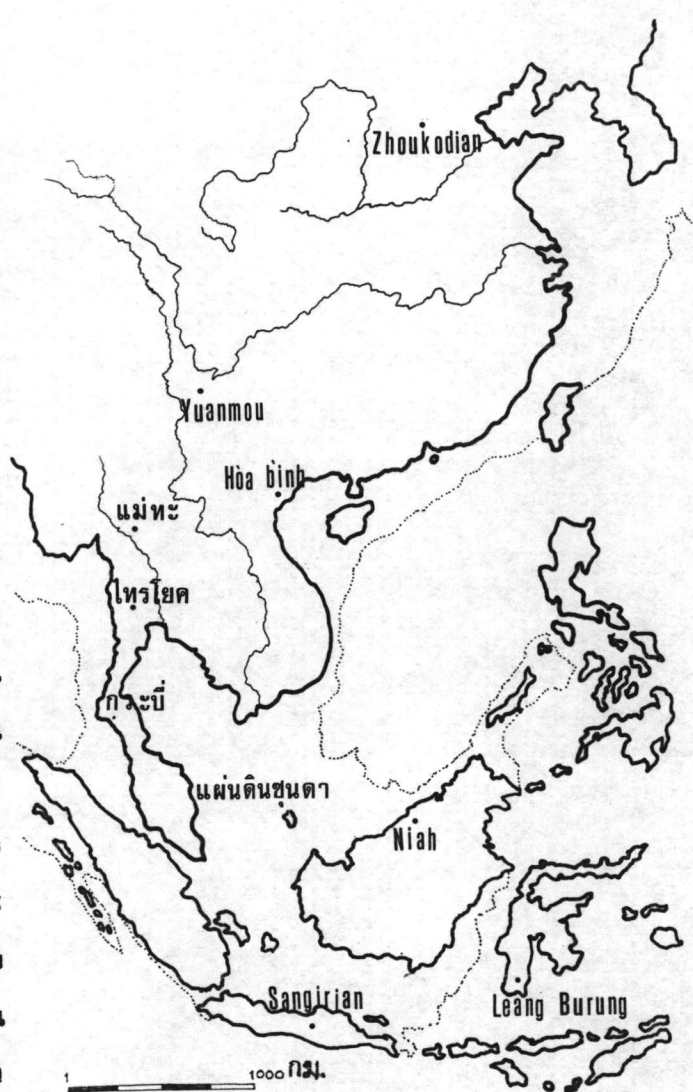 Zhoukodian
Yuanmou
Hòa bình
แม่ทะ
ไทรโยค
กระบี่
แผ่นดินซุนดา
Niah
Sangirian
Leang Burung
1 1000 กม.